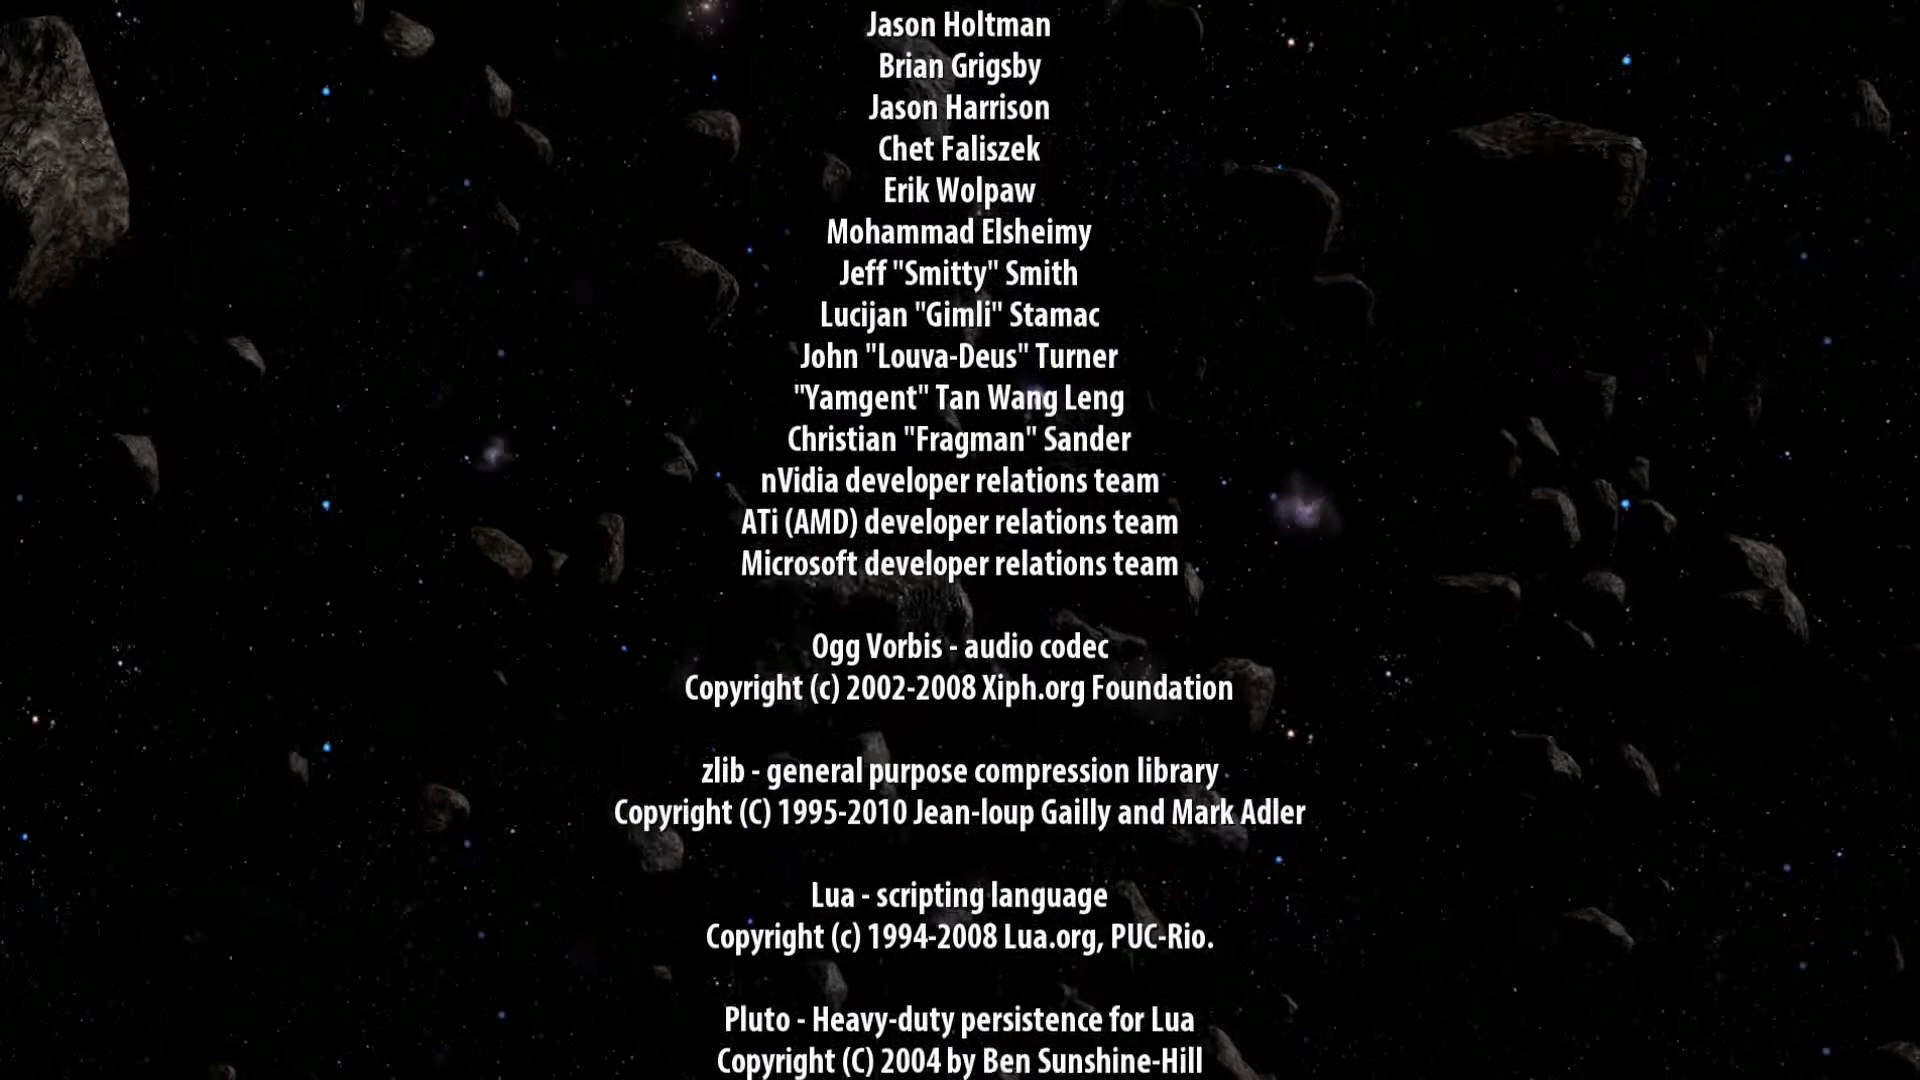 Jason Holtman
Brian Grigsby
Jason Harrison
Chet Faliszek
Erik Wolpaw
Mohammad Elsheimy
Jeff "Smitty" Smith
Lucijan "Gimli" Stamac
John "Louva-Deus" Turner
"Yamgent" Tan Wang Leng
Christian "Fragman" Sander
nVidia developer relations team
ATi (AMD) developer relations team
Microsoft developer relations team
Ogg Vorbis - audio codec
Copyright (c) 2002-2008 Xiph.org Foundation
zlib - general purpose compression library
Copyright (C) 1995-2010 Jean-loup Gailly and Mark Adler
Lua - scripting language
Copyright (c) 1994-2008 Lua.org, PUC-Rio.
Pluto - Heavy-duty persistence for Lua
Copyright (C) 2004 by Ben Sunshine-Hill